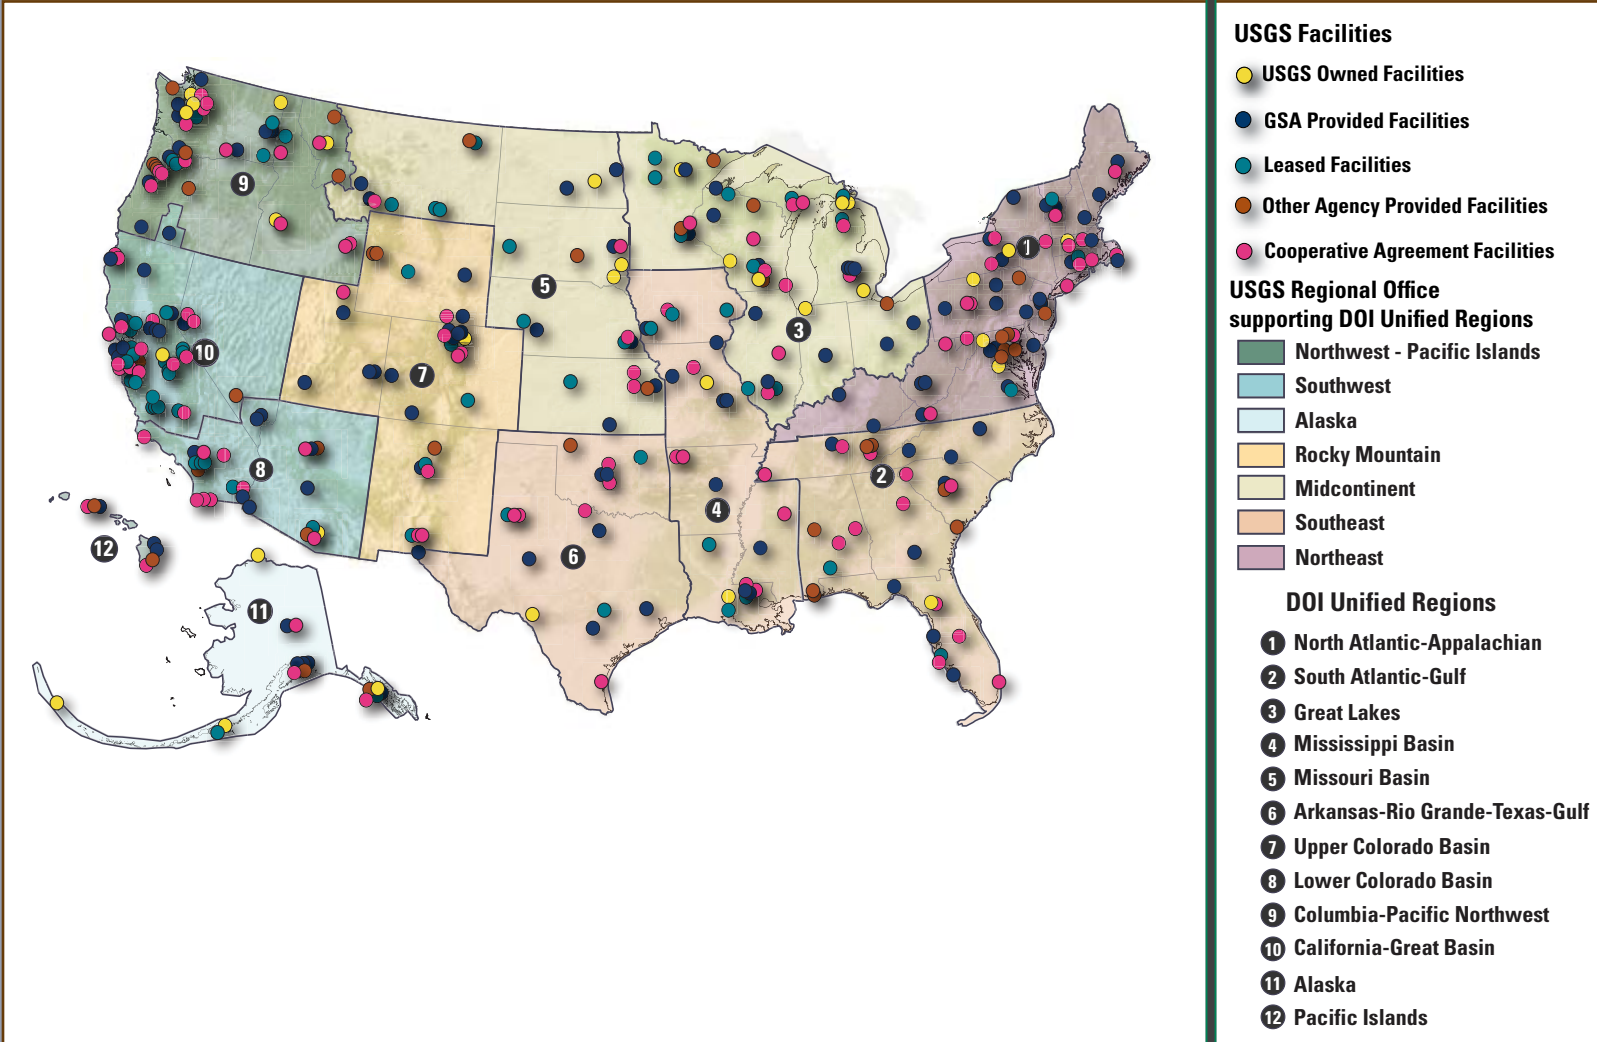 9
5
7
10
8
3
1
2
4
6
12
11
USGS Facilities
USGS Owned Facilities
GSA Provided Facilities
Leased Facilities
Other Agency Provided Facilities
Cooperative Agreement Facilities
USGS Regional Office
supporting DOI Unified Regions
Northwest - Pacific Islands
Southwest
Alaska
Rocky Mountain
Midcontinent
Southeast
Northeast
DOI Unified Regions
1 North Atlantic-Appalachian
2 South Atlantic-Gulf
3 Great Lakes
4 Mississippi Basin
5 Missouri Basin
6 Arkansas-Rio Grande-Texas-Gulf
7 Upper Colorado Basin
8 Lower Colorado Basin
9 Columbia-Pacific Northwest
10 California-Great Basin
11 Alaska
12 Pacific Islands